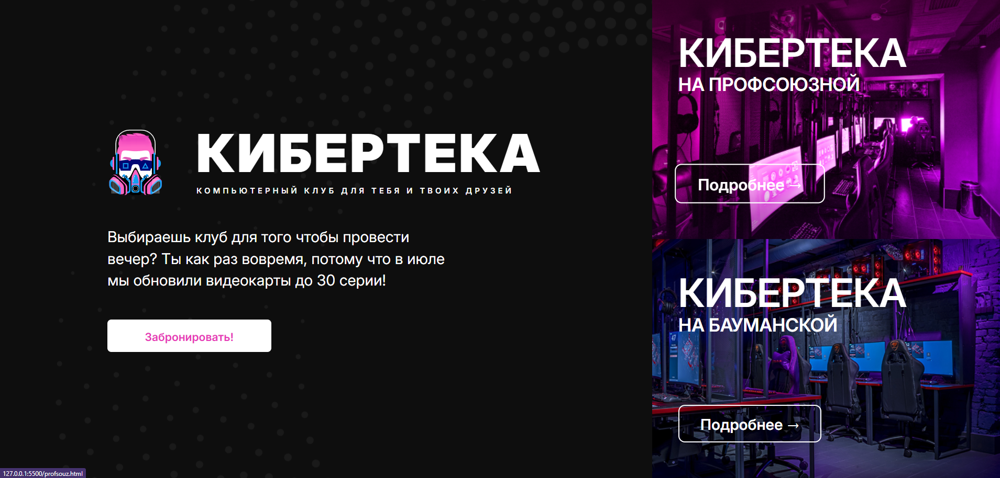 КИБЕРТЕКА
КОМПЬЮТЕРНЫЙ КЛУБ ДЛЯ ТЕБЯ И ТВОИХ ДРУЗЕЙ
Выбираешь клуб для того чтобы провести
вечер? Ты как раз вовремя, потому что в июле
мы обновили видеокарты до 30 серии!
Забронировать!
КИБЕРТЕКА
НА ПРОФСОЮЗНОЙ
Подробнее →
КИБЕРТЕКА
НА БАУМАНСКОЙ
47
Подробнее →
127.0.0.1:5500/profsouz.html